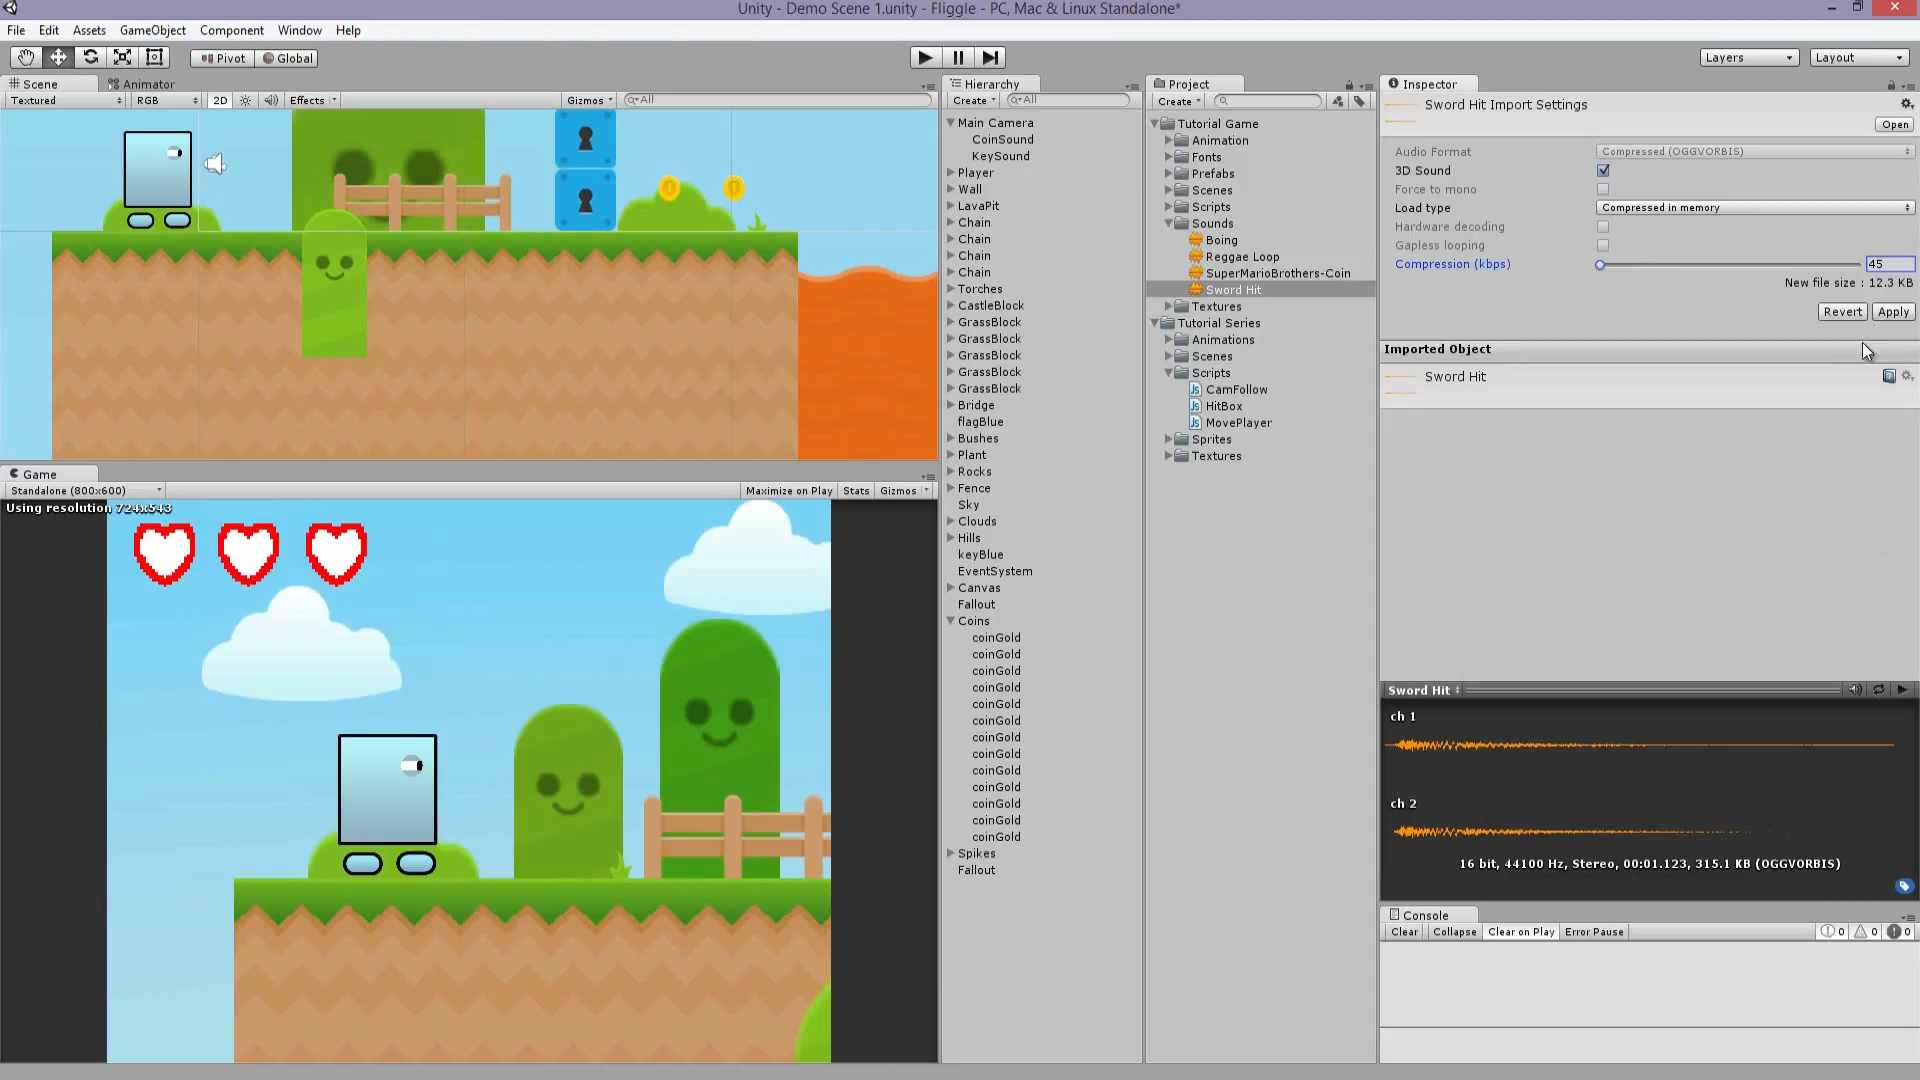 Unity - Demo Scene 1.unity - Fliggle - PC, Mac & Linux Standalone*
File Edit Assets GameObject Component Window Help
Pivot Global Layers Layout
Scene Animator
Textured RGB 2D Effects Gizmos All
Game
Standalone (800x600) Maximize on Play Stats Gizmos
Using resolution 724x543
Hierarchy
Create All
Main Camera
CoinSound
KeySound
Player
Wall
LavaPit
Chain
Chain
Chain
Chain
Torches
CastleBlock
GrassBlock
GrassBlock
GrassBlock
GrassBlock
GrassBlock
Bridge
flagBlue
Bushes
Plant
Rocks
Fence
Sky
Clouds
Hills
keyBlue
EventSystem
Canvas
Fallout
Coins
coinGold
coinGold
coinGold
coinGold
coinGold
coinGold
coinGold
coinGold
coinGold
coinGold
coinGold
coinGold
coinGold
Spikes
Fallout
Project
Create
Tutorial Game
Animation
Fonts
Prefabs
Scenes
Scripts
Sounds
Boing
Reggae Loop
SuperMarioBrothers-Coin
Sword Hit
Textures
Tutorial Series
Animations
Scenes
Scripts
CamFollow
HitBox
MovePlayer
Sprites
Textures
Inspector
Sword Hit Import Settings
Open
Audio Format Compressed (OGGVORBIS)
3D Sound
Force to mono
Load type Compressed in memory
Hardware decoding
Gapless looping
Compression (kbps) 45
New file size : 12.3 KB
Revert Apply
Imported Object
Sword Hit
Sword Hit
ch 1
ch 2
16 bit, 44100 Hz, Stereo, 00:01.123, 315.1 KB (OGGVORBIS)
Console
Clear Collapse Clear on Play Error Pause 0 0 0